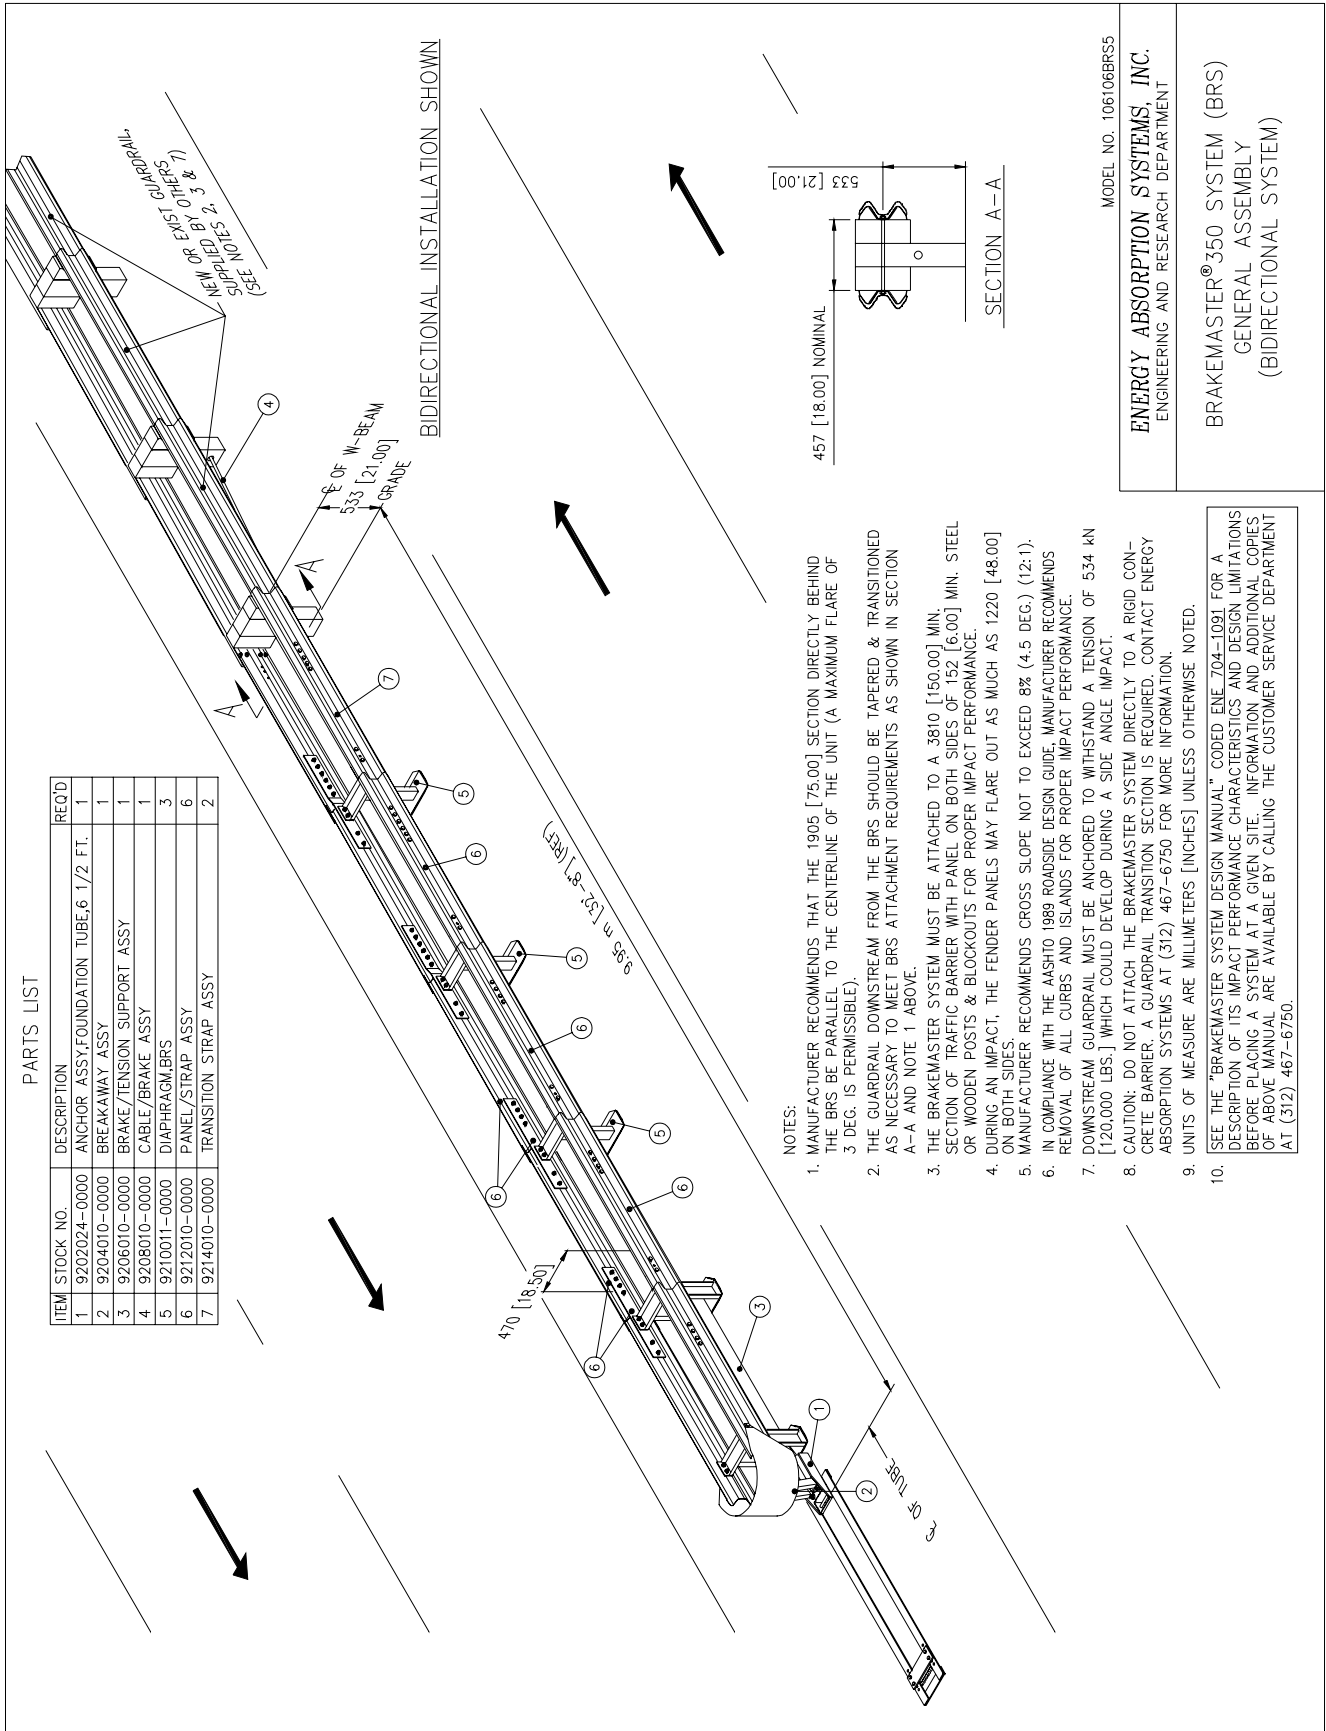 PARTS LIST
ITEM STOCK NO. DESCRIPTION REQ'D
1 9202024-0000 ANCHOR ASSY,FOUNDATION TUBE,6 1/2 FT. 1
2 9204010-0000 BREAKAWAY ASSY 1
3 9206010-0000 BRAKE/TENSION SUPPORT ASSY 1
4 9208010-0000 CABLE/BRAKE ASSY 1
5 9210011-0000 DIAPHRAGM,BRS 3
6 9212010-0000 PANEL/STRAP ASSY 6
7 9214010-0000 TRANSITION STRAP ASSY 2
NEW OR EXIST GUARDRAIL,
SUPPLIED BY OTHERS
(SEE NOTES 2, 3 & 7)
BIDIRECTIONAL INSTALLATION SHOWN
4
℄ OF W-BEAM
533 [21.00]
GRADE
A
A
7
5
6
5
6
5
6
6
6
470 [18.50]
9.95 m [32'-8"] (REF)
3
1
2
℄ OF TUBE
NOTES:
1. MANUFACTURER RECOMMENDS THAT THE 1905 [75.00] SECTION DIRECTLY BEHIND
THE BRS BE PARALLEL TO THE CENTERLINE OF THE UNIT (A MAXIMUM FLARE OF
3 DEG. IS PERMISSIBLE).
2. THE GUARDRAIL DOWNSTREAM FROM THE BRS SHOULD BE TAPERED & TRANSITIONED
AS NECESSARY TO MEET BRS ATTACHMENT REQUIREMENTS AS SHOWN IN SECTION
A-A AND NOTE 1 ABOVE.
3. THE BRAKEMASTER SYSTEM MUST BE ATTACHED TO A 3810 [150.00] MIN.
SECTION OF TRAFFIC BARRIER WITH PANEL ON BOTH SIDES OF 152 [6.00] MIN. STEEL
OR WOODEN POSTS & BLOCKOUTS FOR PROPER IMPACT PERFORMANCE.
4. DURING AN IMPACT, THE FENDER PANELS MAY FLARE OUT AS MUCH AS 1220 [48.00]
ON BOTH SIDES.
5. MANUFACTURER RECOMMENDS CROSS SLOPE NOT TO EXCEED 8% (4.5 DEG.) (12:1).
6. IN COMPLIANCE WITH THE AASHTO 1989 ROADSIDE DESIGN GUIDE, MANUFACTURER RECOMMENDS
REMOVAL OF ALL CURBS AND ISLANDS FOR PROPER IMPACT PERFORMANCE.
7. DOWNSTREAM GUARDRAIL MUST BE ANCHORED TO WITHSTAND A TENSION OF 534 kN
[120,000 LBS.] WHICH COULD DEVELOP DURING A SIDE ANGLE IMPACT.
8. CAUTION: DO NOT ATTACH THE BRAKEMASTER SYSTEM DIRECTLY TO A RIGID CON-
CRETE BARRIER. A GUARDRAIL TRANSITION SECTION IS REQUIRED. CONTACT ENERGY
ABSORPTION SYSTEMS AT (312) 467-6750 FOR MORE INFORMATION.
9. UNITS OF MEASURE ARE MILLIMETERS [INCHES] UNLESS OTHERWISE NOTED.
10. SEE THE "BRAKEMASTER SYSTEM DESIGN MANUAL" CODED ENE 704-1091 FOR A
DESCRIPTION OF ITS IMPACT PERFORMANCE CHARACTERISTICS AND DESIGN LIMITATIONS
BEFORE PLACING A SYSTEM AT A GIVEN SITE. INFORMATION AND ADDITIONAL COPIES
OF ABOVE MANUAL ARE AVAILABLE BY CALLING THE CUSTOMER SERVICE DEPARTMENT
AT (312) 467-6750.
457 [18.00] NOMINAL
533 [21.00]
SECTION A-A
MODEL NO. 106106BRS5
ENERGY ABSORPTION SYSTEMS, INC.
ENGINEERING AND RESEARCH DEPARTMENT
BRAKEMASTER® 350 SYSTEM (BRS)
GENERAL ASSEMBLY
(BIDIRECTIONAL SYSTEM)